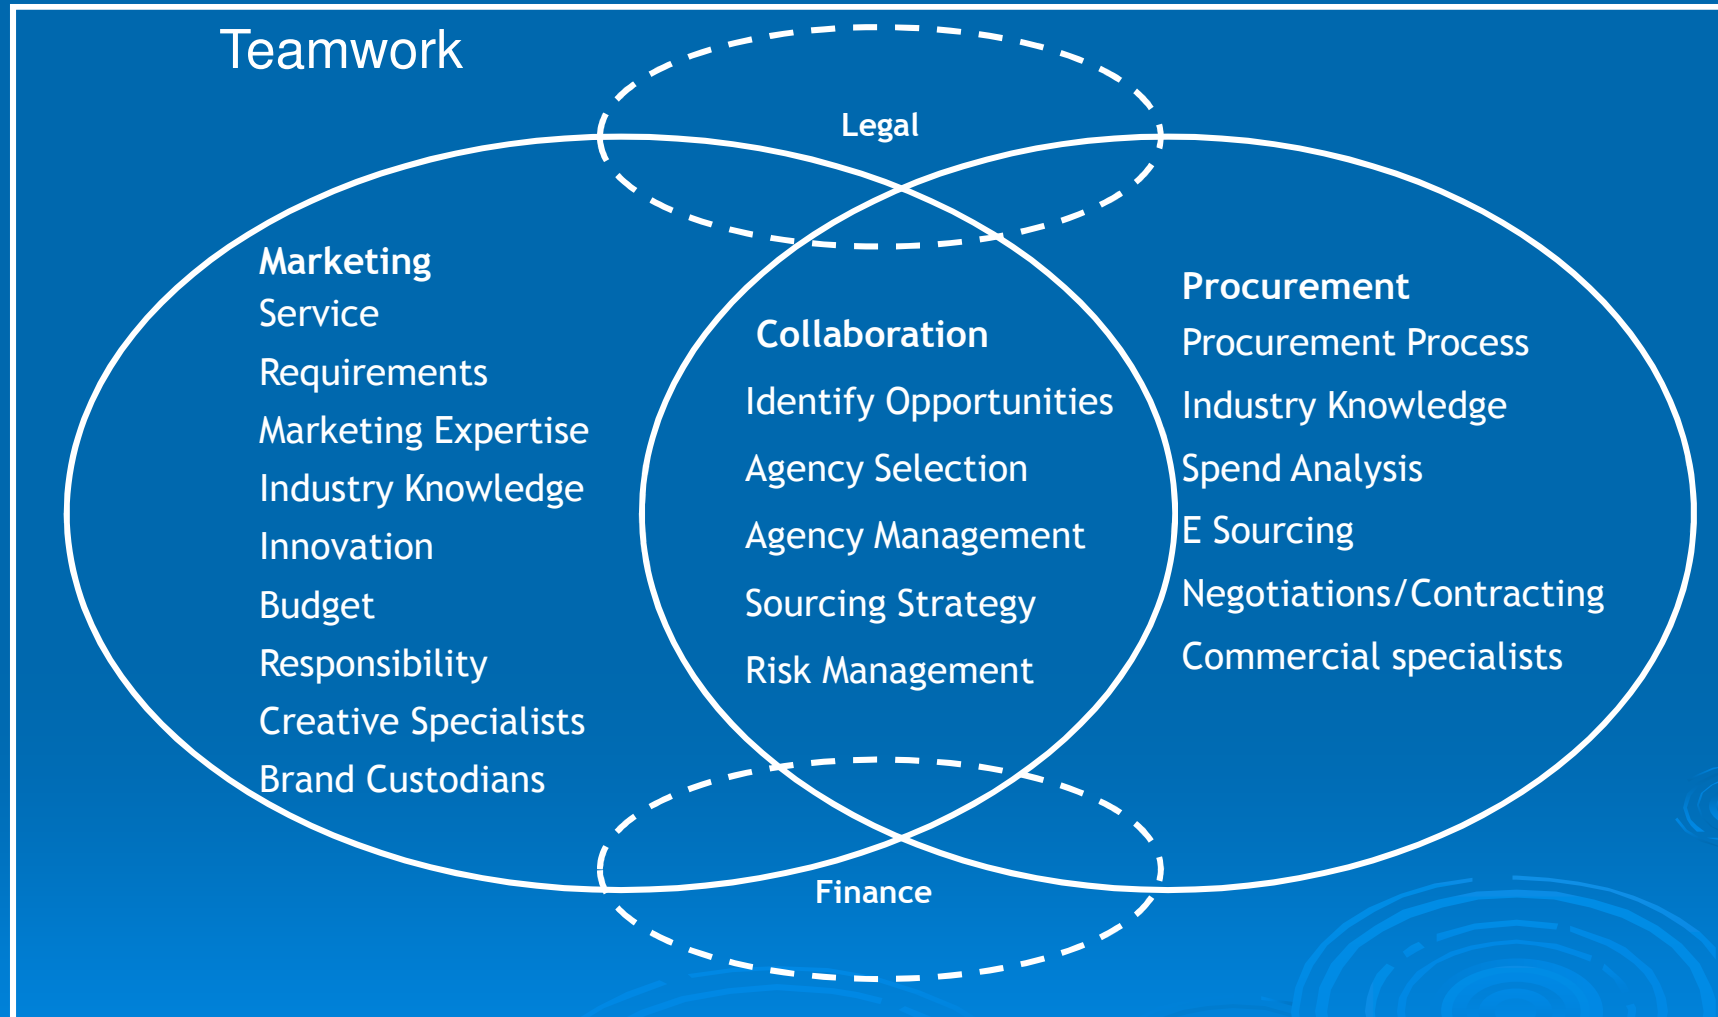 Teamwork
Legal
Marketing
Service
Requirements
Marketing Expertise
Industry Knowledge
Innovation
Budget
Responsibility
Creative Specialists
Brand Custodians
Collaboration
Identify Opportunities
Agency Selection
Agency Management
Sourcing Strategy
Risk Management
Procurement
Procurement Process
Industry Knowledge
Spend Analysis
E Sourcing
Negotiations/Contracting
Commercial specialists
Finance